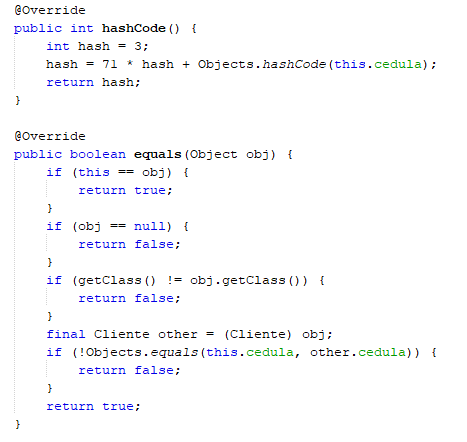 @Override
public int hashCode() {
    int hash = 3;
    hash = 71 * hash + Objects.hashCode(this.cedula);
    return hash;
}

@Override
public boolean equals(Object obj) {
    if (this == obj) {
        return true;
    }
    if (obj == null) {
        return false;
    }
    if (getClass() != obj.getClass()) {
        return false;
    }
    final Cliente other = (Cliente) obj;
    if (!Objects.equals(this.cedula, other.cedula)) {
        return false;
    }
    return true;
}